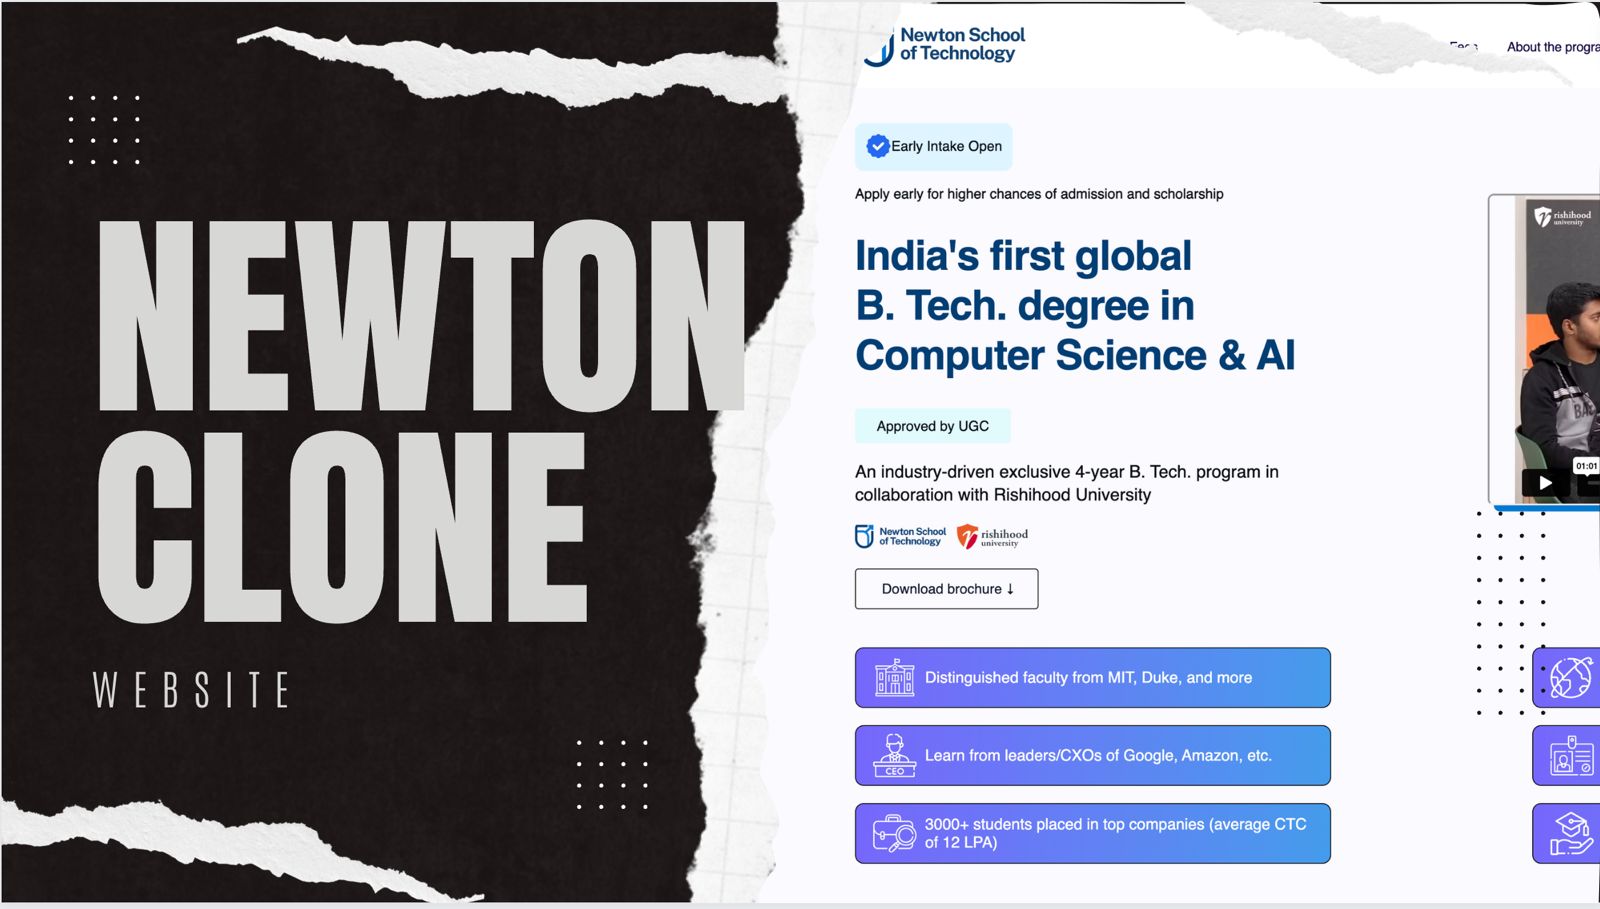 NEWTON
CLONE
WEBSITE
Newton School
of Technology
Fees
About the progra
Early Intake Open
Apply early for higher chances of admission and scholarship
India's first global
B. Tech. degree in
Computer Science & AI
Approved by UGC
An industry-driven exclusive 4-year B. Tech. program in
collaboration with Rishihood University
Newton School
of Technology
rishihood
university
Download brochure ↓
Distinguished faculty from MIT, Duke, and more
CEO
Learn from leaders/CXOs of Google, Amazon, etc.
3000+ students placed in top companies (average CTC
of 12 LPA)
rishihood
university
01:01